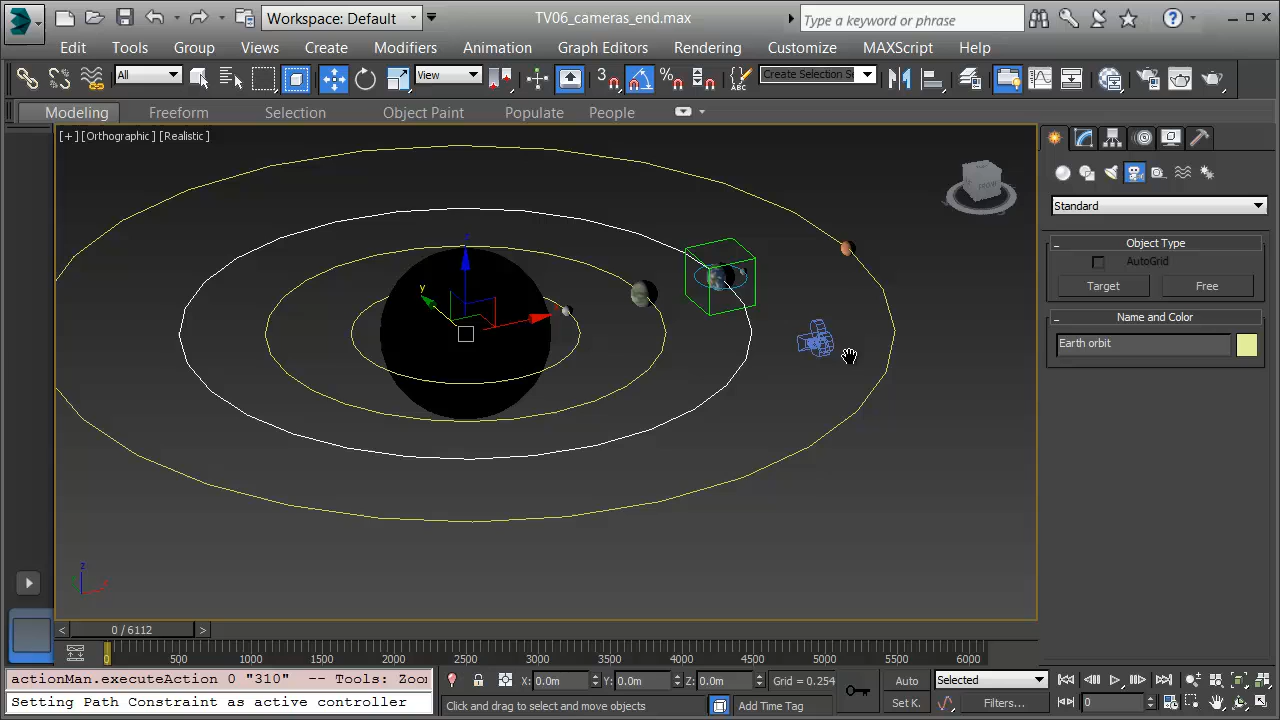 Workspace: Default
TV06_cameras_end.max
Type a keyword or phrase
Edit Tools Group Views Create Modifiers Animation Graph Editors Rendering Customize MAXScript Help
All
View
3
%
ABC
Create Selection Se
Modeling Freeform Selection Object Paint Populate People
[+] [Orthographic] [Realistic]
FRONT
z
y
x
Standard
- Object Type
AutoGrid
Target Free
- Name and Color
Earth orbit
z
x
< 0 / 6112 >
0 500 1000 1500 2000 2500 3000 3500 4000 4500 5000 5500 6000
actionMan.executeAction 0 "310"  -- Tools: Zoo
Setting Path Constraint as active controller
X: 0.0m Y: 0.0m Z: 0.0m Grid = 0.254
Auto Selected
Click and drag to select and move objects
Add Time Tag
Set K. Filters... 0